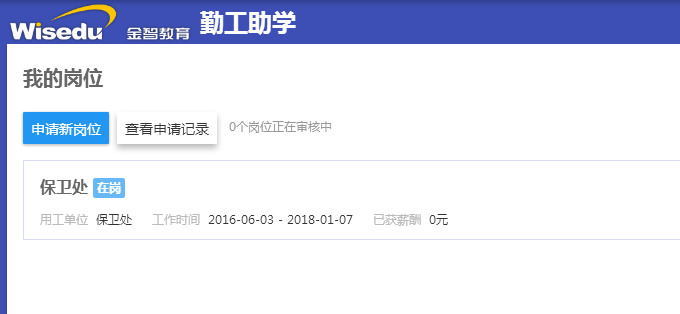 Wisedu 金智教育 勤工助学
我的岗位
申请新岗位 查看申请记录 0个岗位正在审核中
保卫处 在岗
用工单位 保卫处 工作时间 2016-06-03 - 2018-01-07 已获薪酬 0元